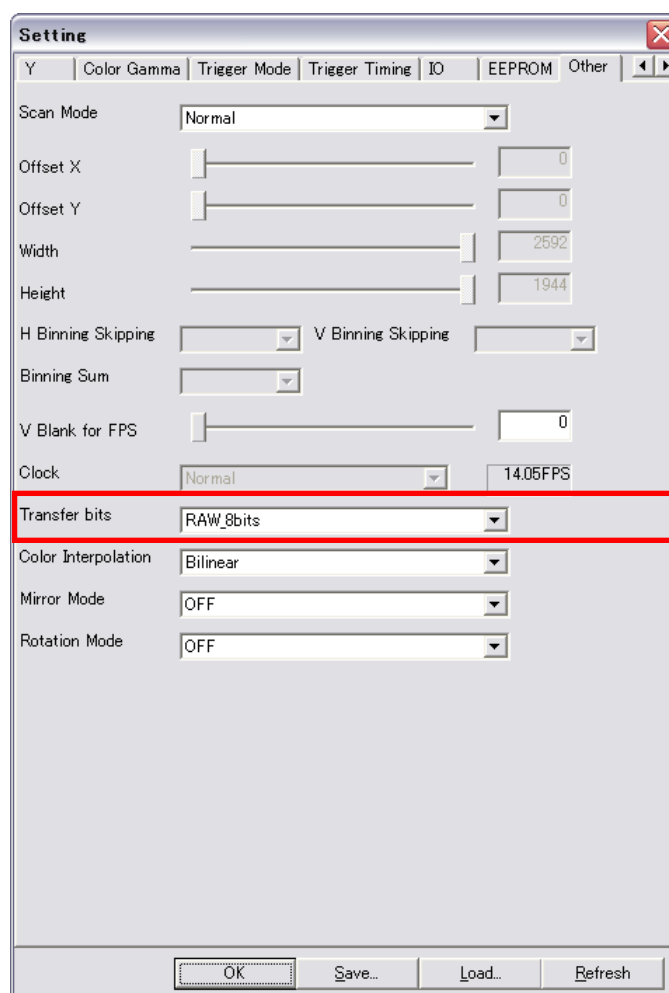 Setting
Y Color Gamma Trigger Mode Trigger Timing IO EEPROM Other
Scan Mode Normal
Offset X 0
Offset Y 0
Width 2592
Height 1944
H Binning Skipping V Binning Skipping
Binning Sum
V Blank for FPS 0
Clock Normal 14.05FPS
Transfer bits RAW_8bits
Color Interpolation Bilinear
Mirror Mode OFF
Rotation Mode OFF
OK Save... Load... Refresh